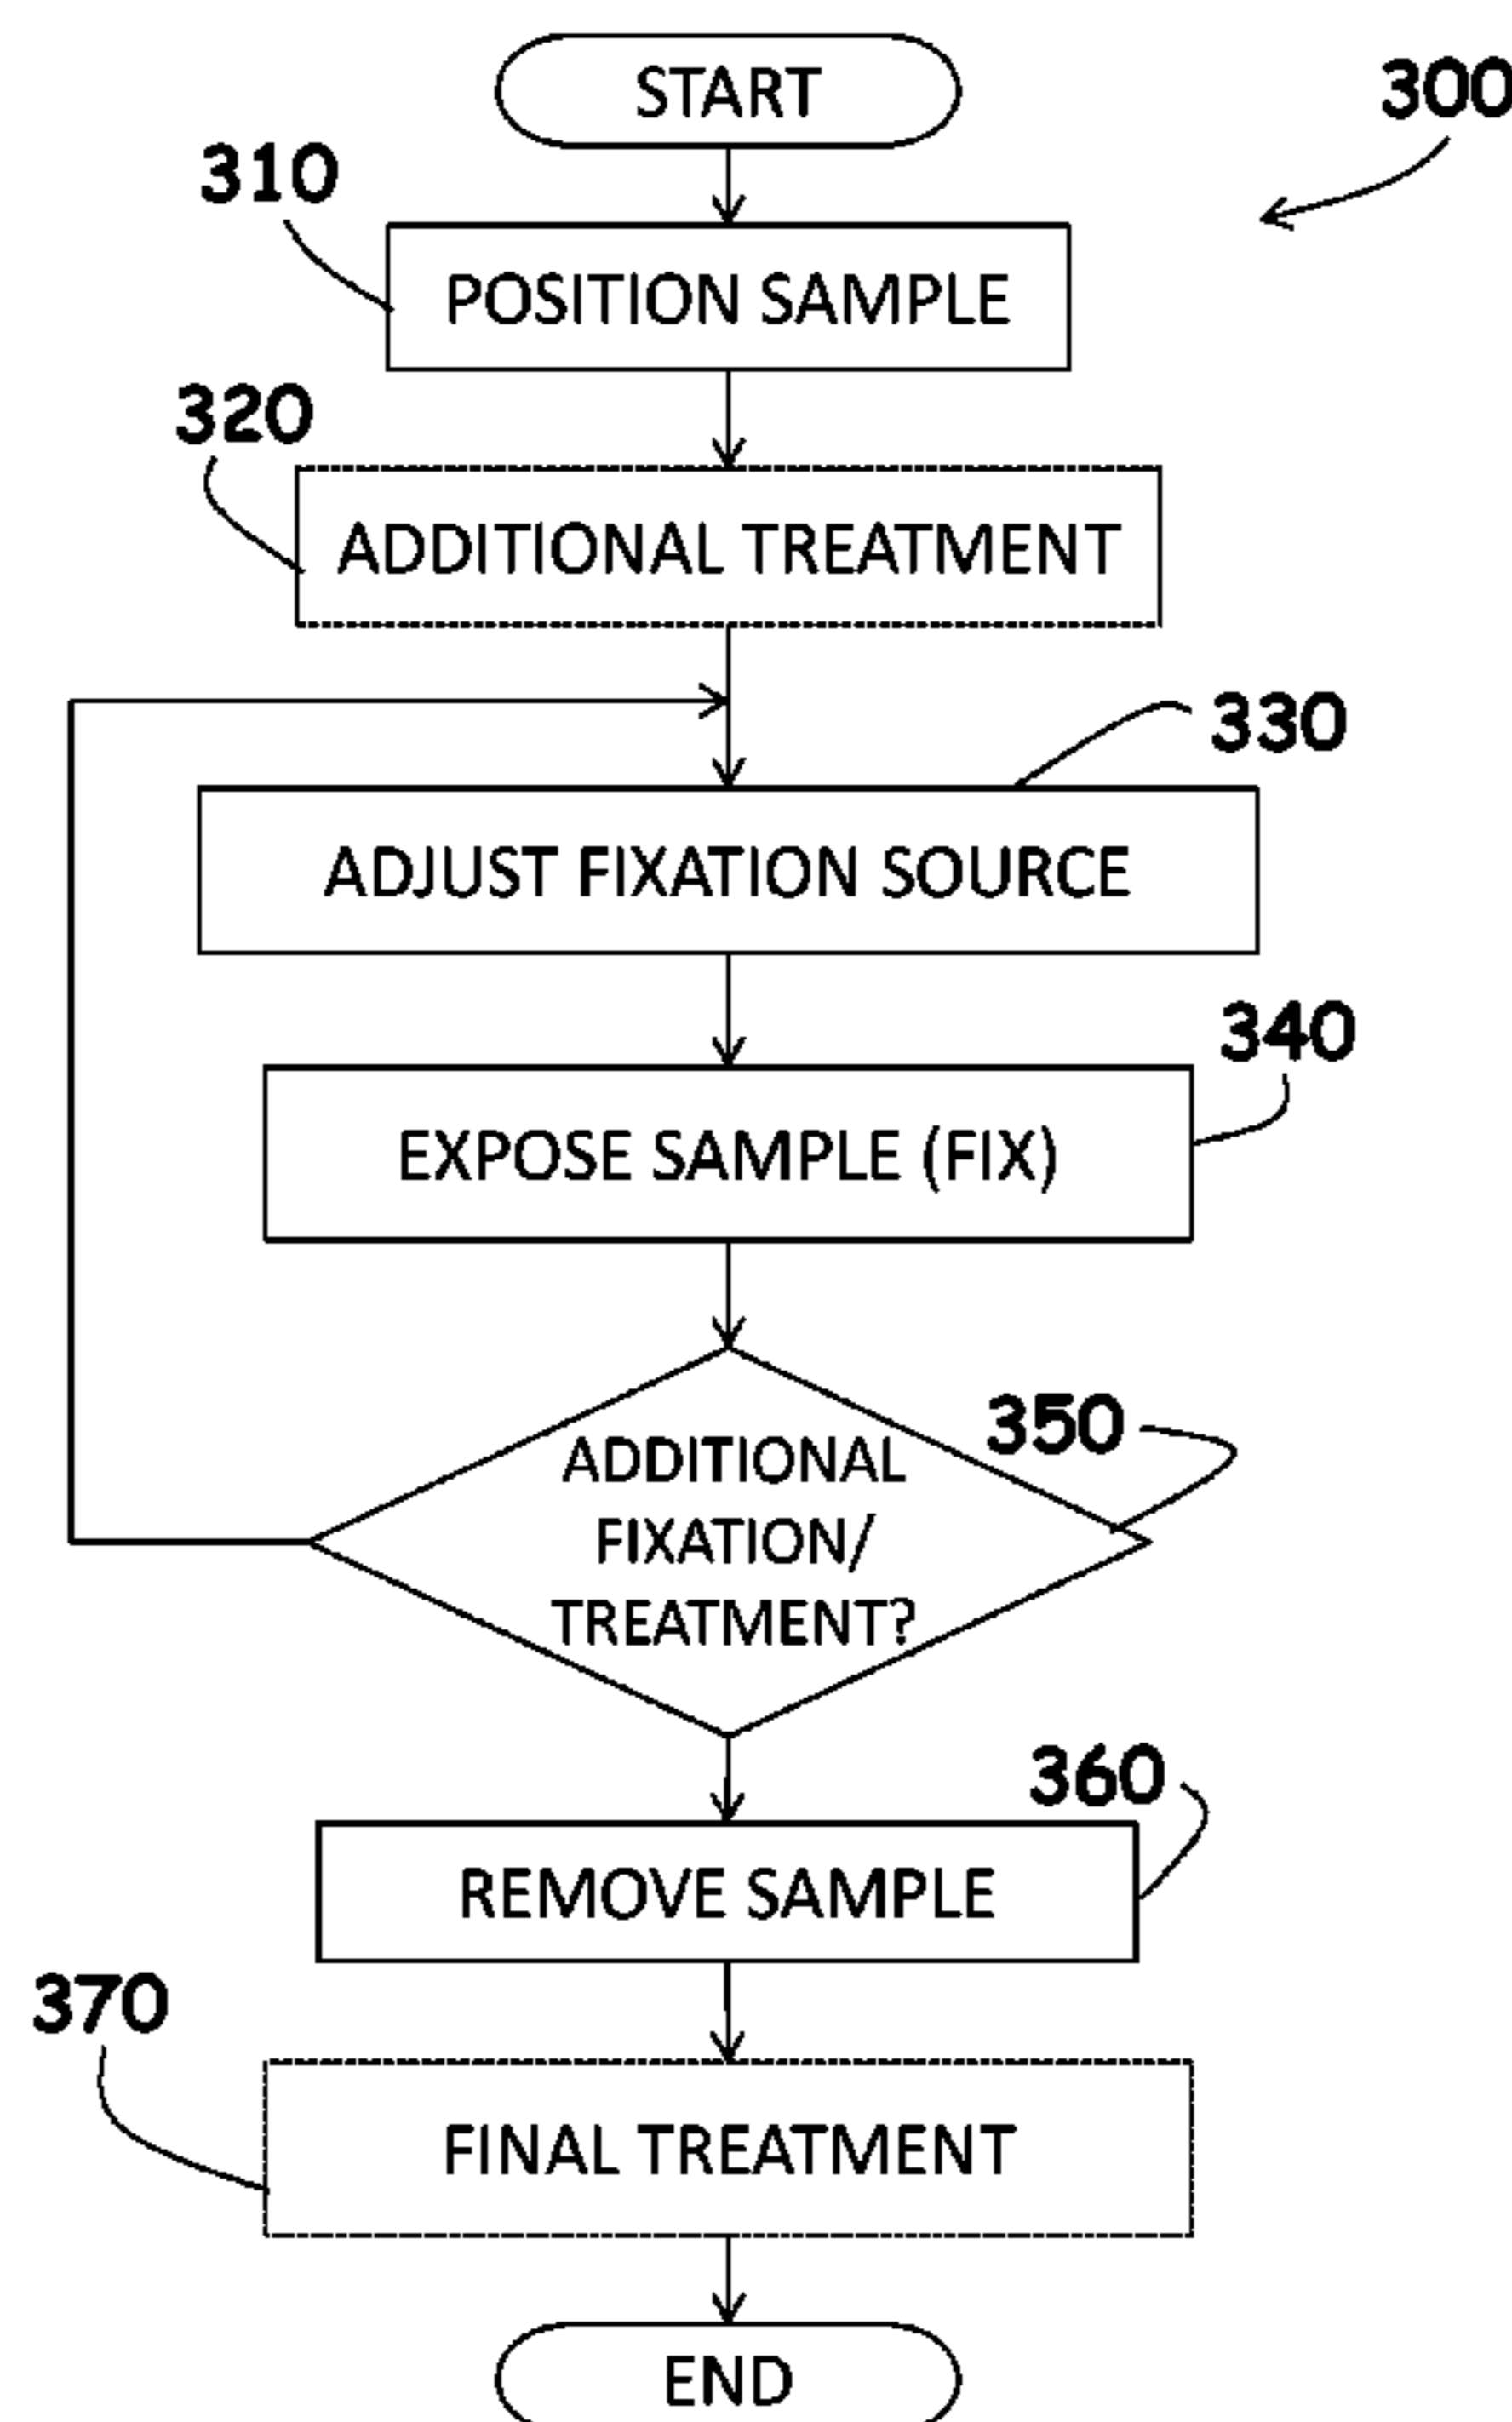 START
300
310
POSITION SAMPLE
320
ADDITIONAL TREATMENT
330
ADJUST FIXATION SOURCE
340
EXPOSE SAMPLE (FIX)
350
ADDITIONAL
FIXATION/
TREATMENT?
360
REMOVE SAMPLE
370
FINAL TREATMENT
END